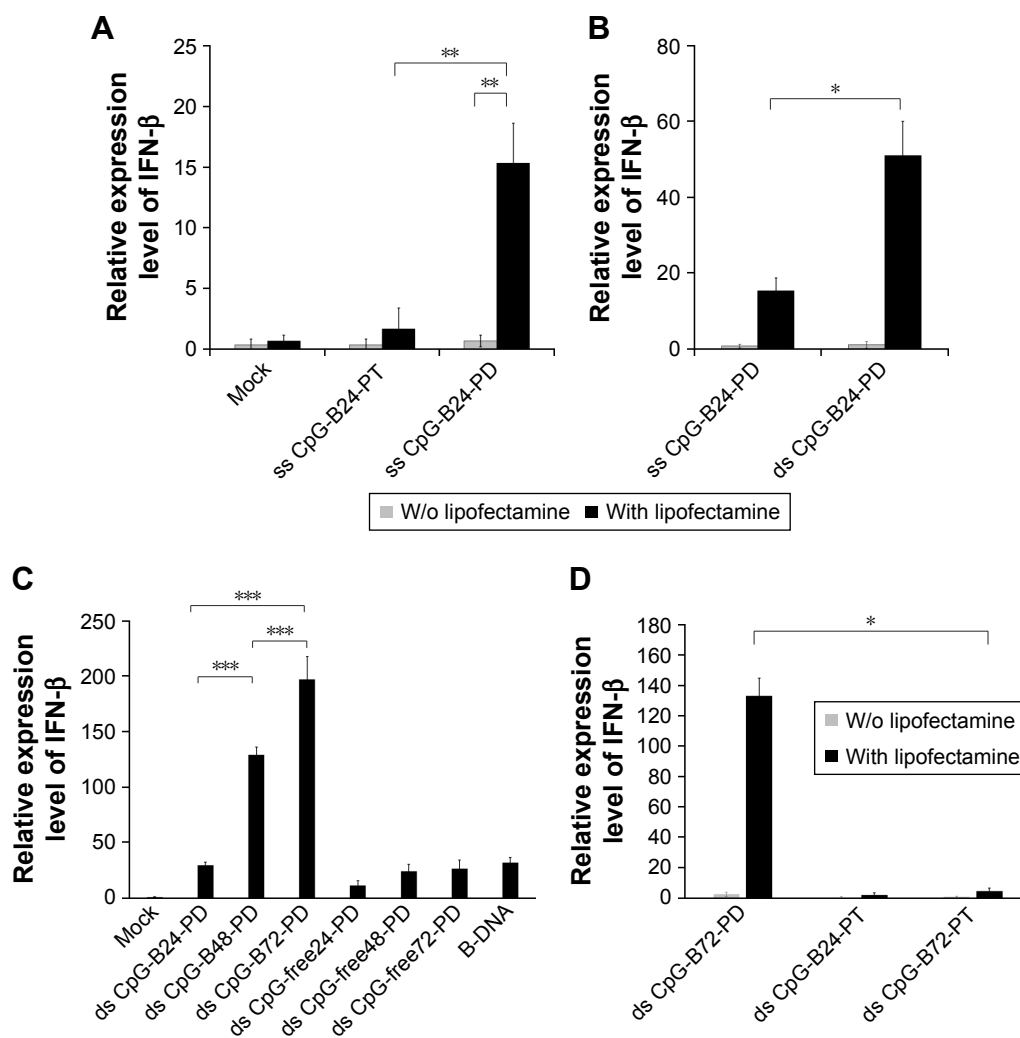 A
Relative expression
level of IFN-β
25
20
15
10
5
0
**
**
Mock
ss CpG-B24-PT
ss CpG-B24-PD
B
Relative expression
level of IFN-β
80
60
40
20
0
*
ss CpG-B24-PD
ds CpG-B24-PD
W/o lipofectamine With lipofectamine
C
Relative expression
level of IFN-β
250
200
150
100
50
0
***
***
***
Mock
ds CpG-B24-PD
ds CpG-B48-PD
ds CpG-B72-PD
ds CpG-free24-PD
ds CpG-free48-PD
ds CpG-free72-PD
B-DNA
D
Relative expression
level of IFN-β
180
160
140
120
100
80
60
40
20
0
*
W/o lipofectamine
With lipofectamine
ds CpG-B72-PD
ds CpG-B24-PT
ds CpG-B72-PT